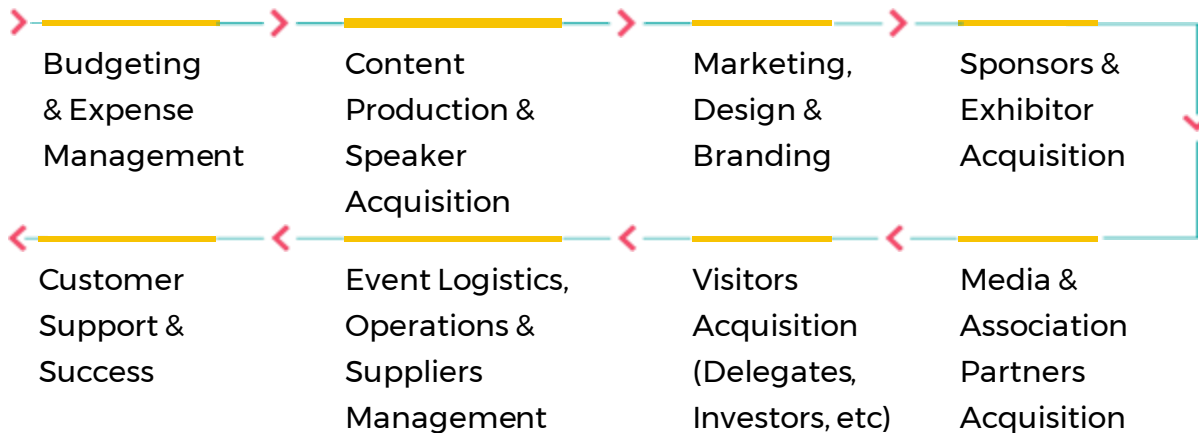 Budgeting
& Expense
Management
Content
Production &
Speaker
Acquisition
Marketing,
Design &
Branding
Sponsors &
Exhibitor
Acquisition
Media &
Association
Partners
Acquisition
Visitors
Acquisition
(Delegates,
Investors, etc)
Event Logistics,
Operations &
Suppliers
Management
Customer
Support &
Success